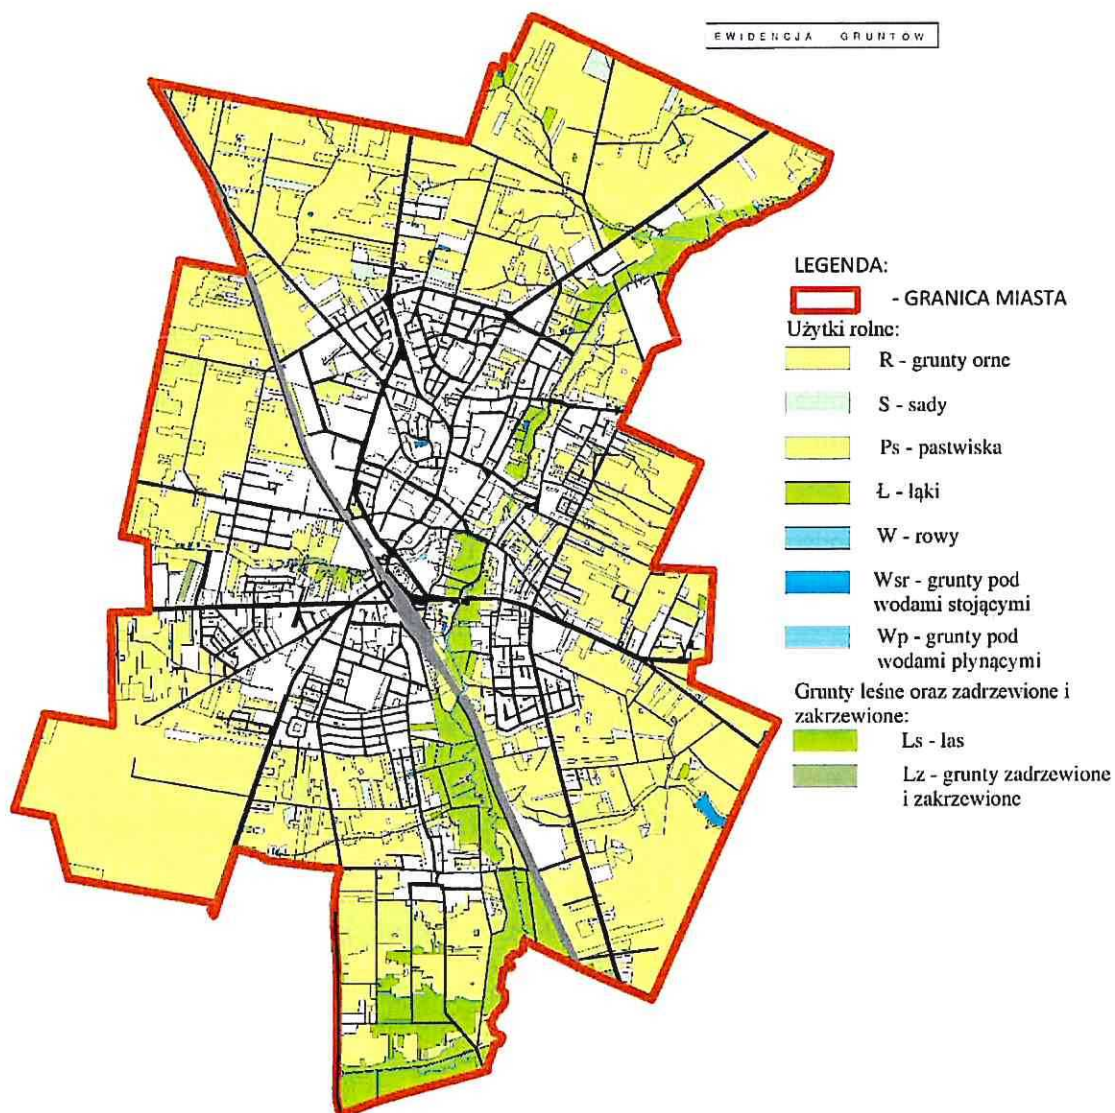 EWIDENCJA GRUNTÓW
LEGENDA:
- GRANICA MIASTA
Użytki rolne:
R - grunty orne
S - sady
Ps - pastwiska
Ł - łąki
W - rowy
Wsr - grunty pod
wodami stojącymi
Wp - grunty pod
wodami płynącymi
Grunty leśne oraz zadrzewione i
zakrzewione:
Ls - las
Lz - grunty zadrzewione
i zakrzewione